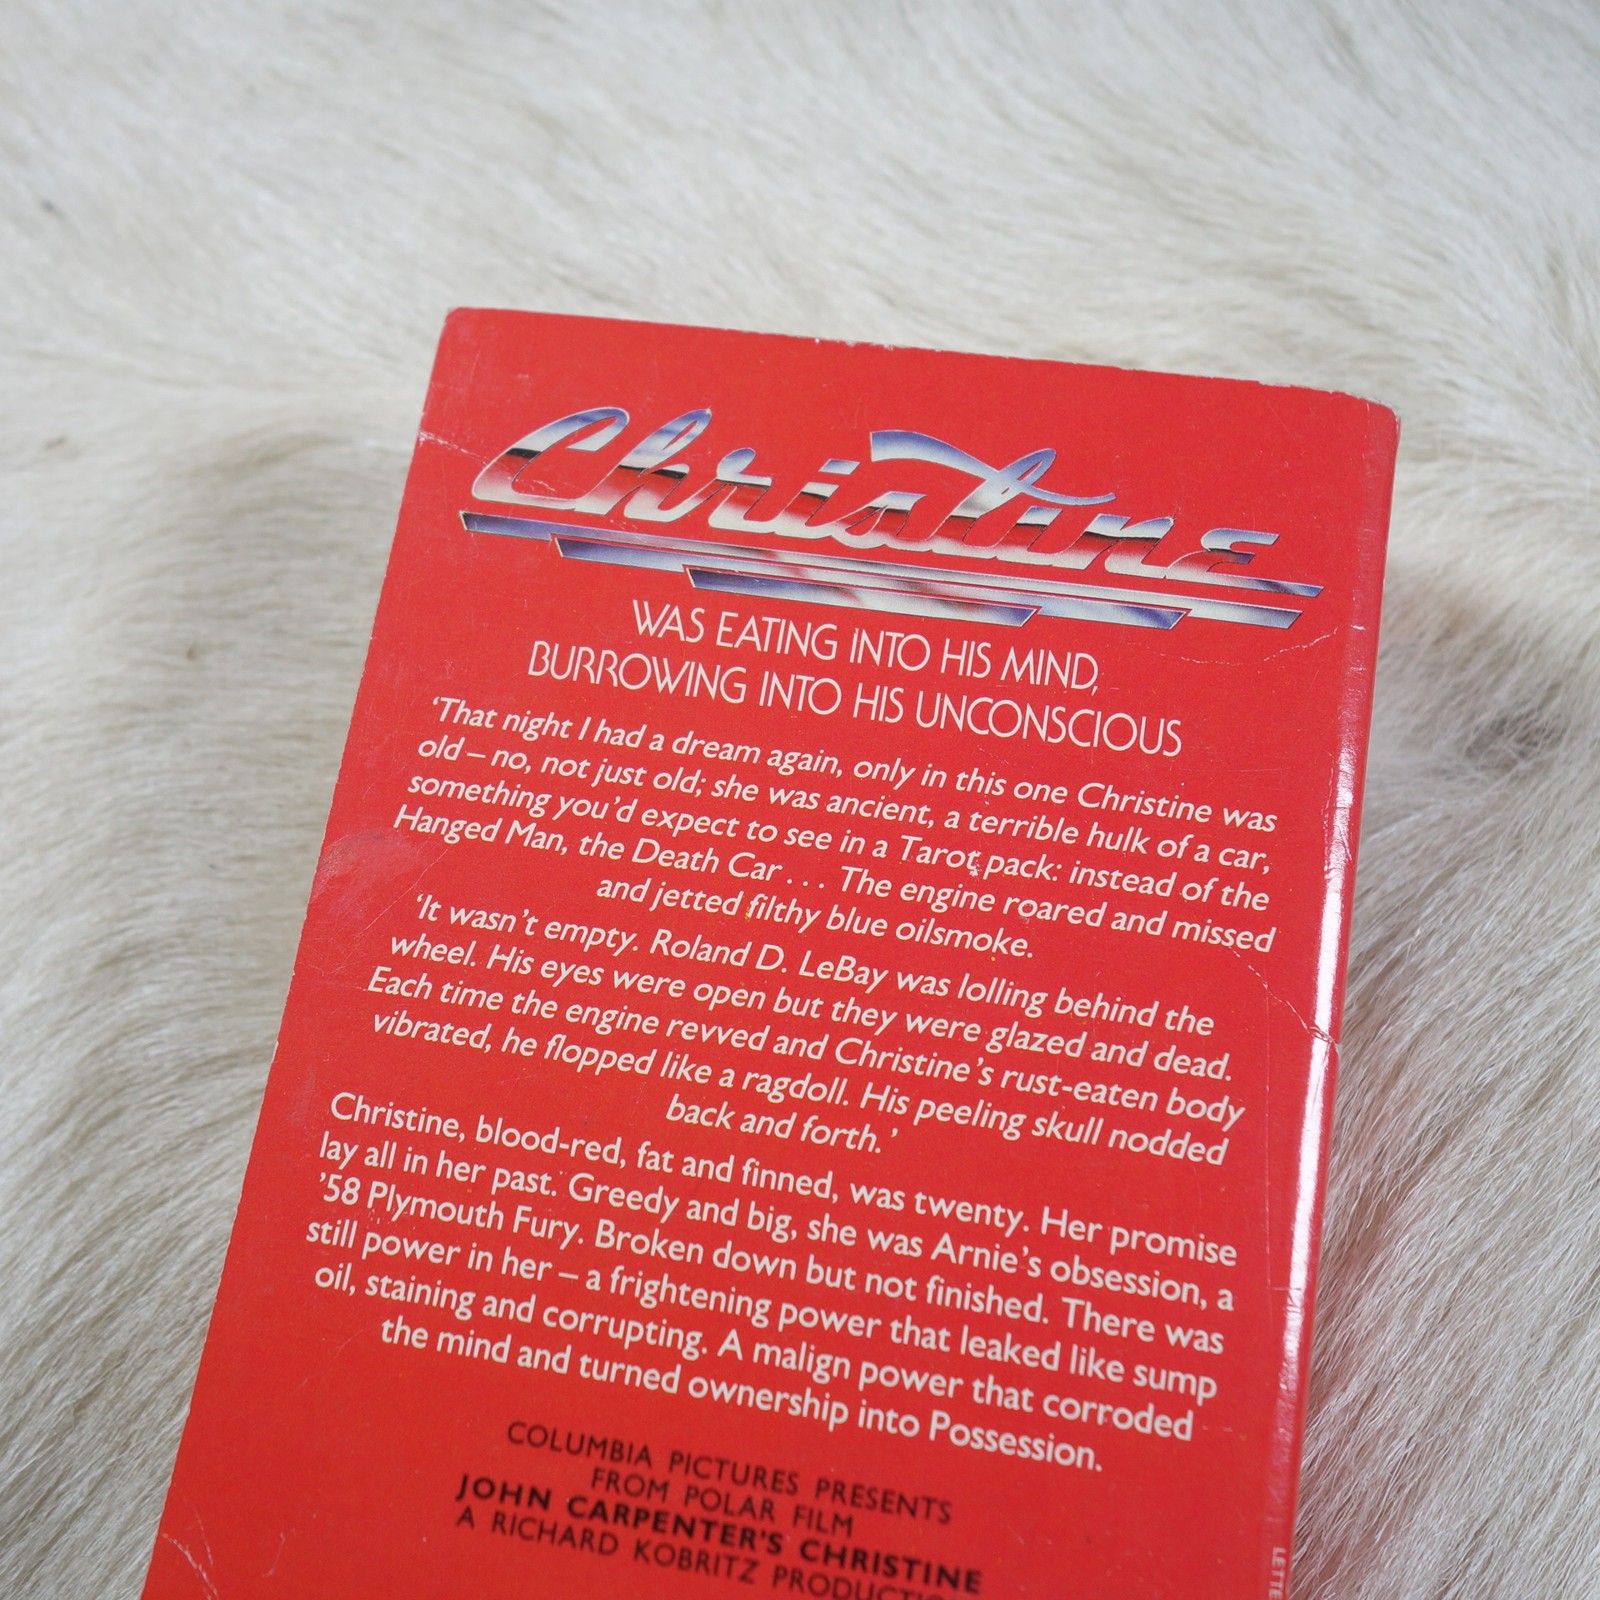 Christine
WAS EATING INTO HIS MIND,
BURROWING INTO HIS UNCONSCIOUS
‘That night I had a dream again, only in this one Christine was
old – no, not just old; she was ancient, a terrible hulk of a car,
something you’d expect to see in a Tarot pack: instead of the
Hanged Man, the Death Car . . . The engine roared and missed
and jetted filthy blue oilsmoke.
‘It wasn’t empty. Roland D. LeBay was lolling behind the
wheel. His eyes were open but they were glazed and dead.
Each time the engine revved and Christine’s rust-eaten body
vibrated, he flopped like a ragdoll. His peeling skull nodded
back and forth.’
Christine, blood-red, fat and finned, was twenty. Her promise
lay all in her past. Greedy and big, she was Arnie’s obsession, a
’58 Plymouth Fury. Broken down but not finished. There was
still power in her – a frightening power that leaked like sump
oil, staining and corrupting. A malign power that corroded
the mind and turned ownership into Possession.
COLUMBIA PICTURES PRESENTS
FROM POLAR FILM
JOHN CARPENTER'S CHRISTINE
A RICHARD KOBRITZ